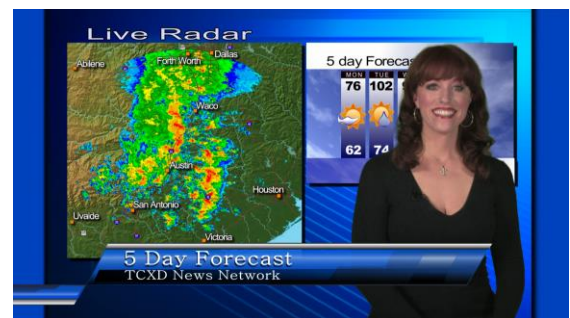 Live Radar
Abilene
Forth Worth
Dallas
Waco
Austin
Houston
San Antonio
Uvalde
Victoria
5 day Forecast
MON TUE
76 102
62 74
5 Day Forecast
TCXD News Network